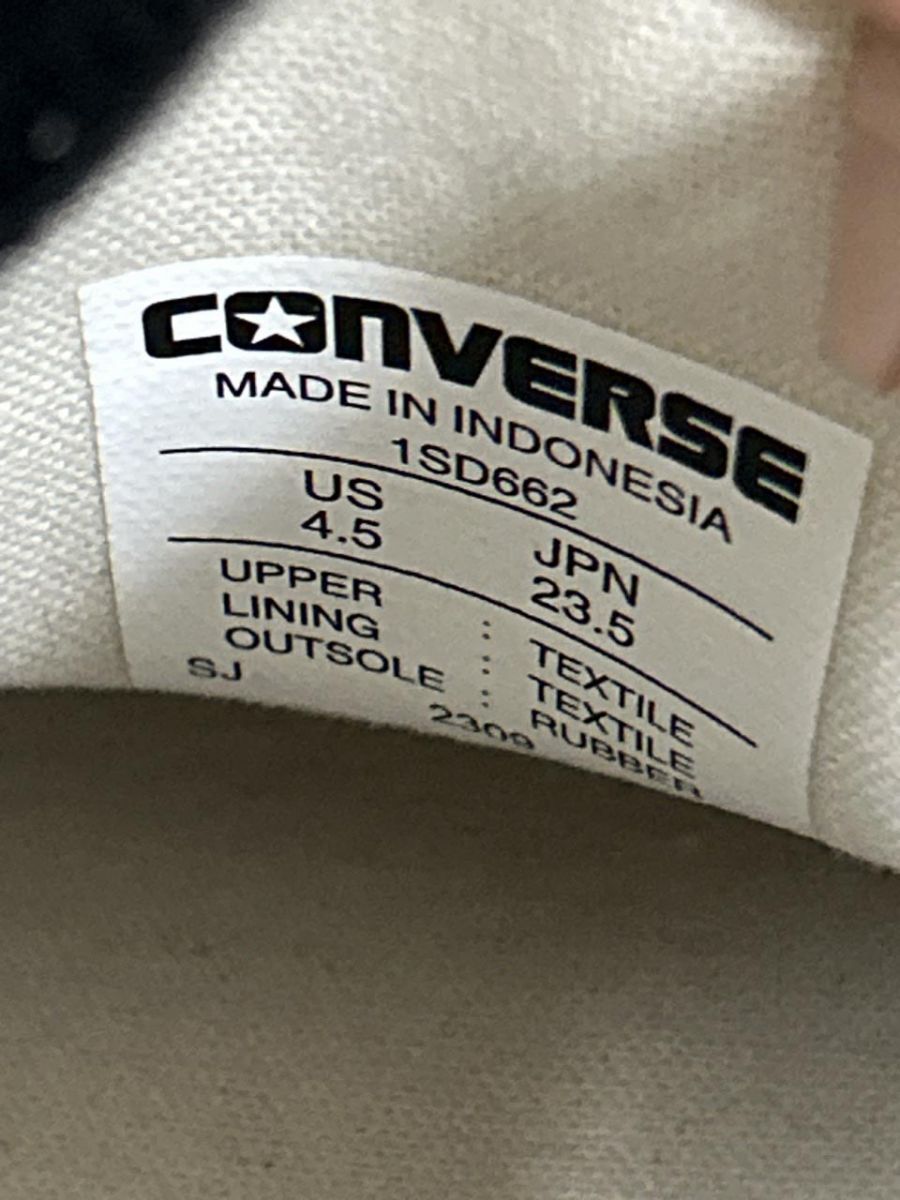 CONVERSE
MADE IN INDONESIA
1SD662
US JPN
4.5 23.5
UPPER : TEXTILE
LINING : TEXTILE
OUTSOLE : RUBBER
SJ 2309